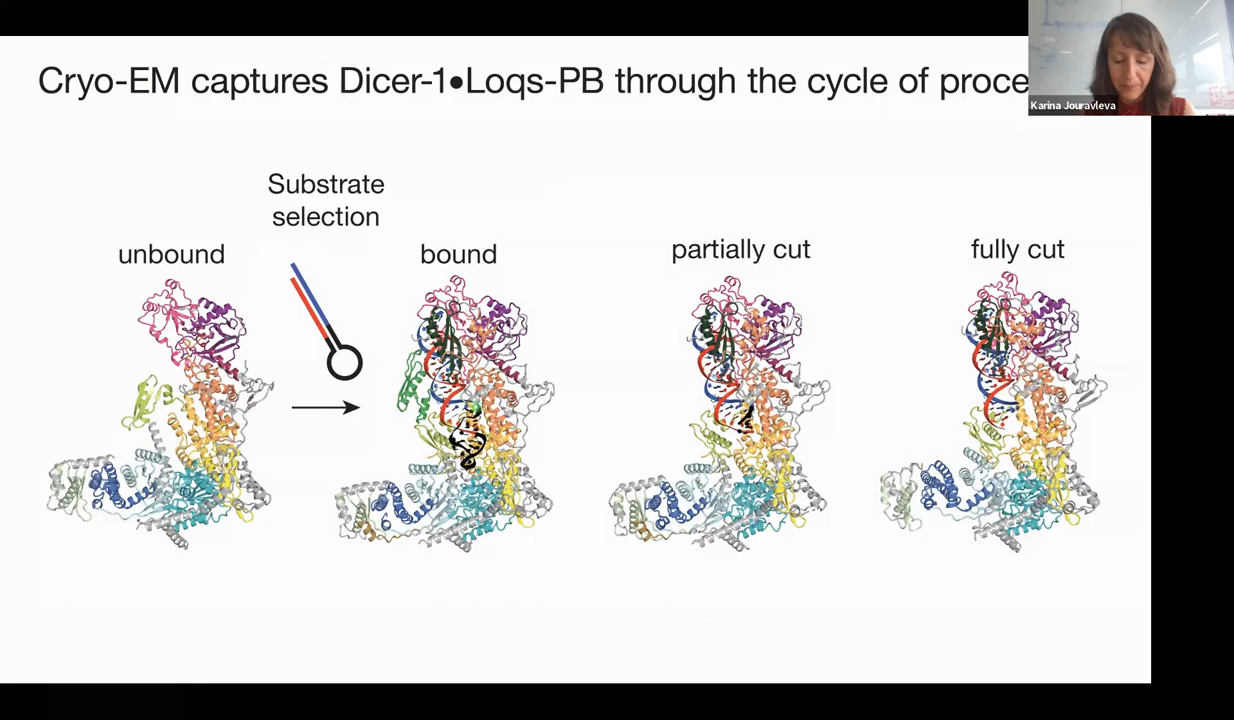 Cryo-EM captures Dicer-1•Loqs-PB through the cycle of proce
Karina Jouravleva
Substrate
selection
unbound
bound
partially cut
fully cut